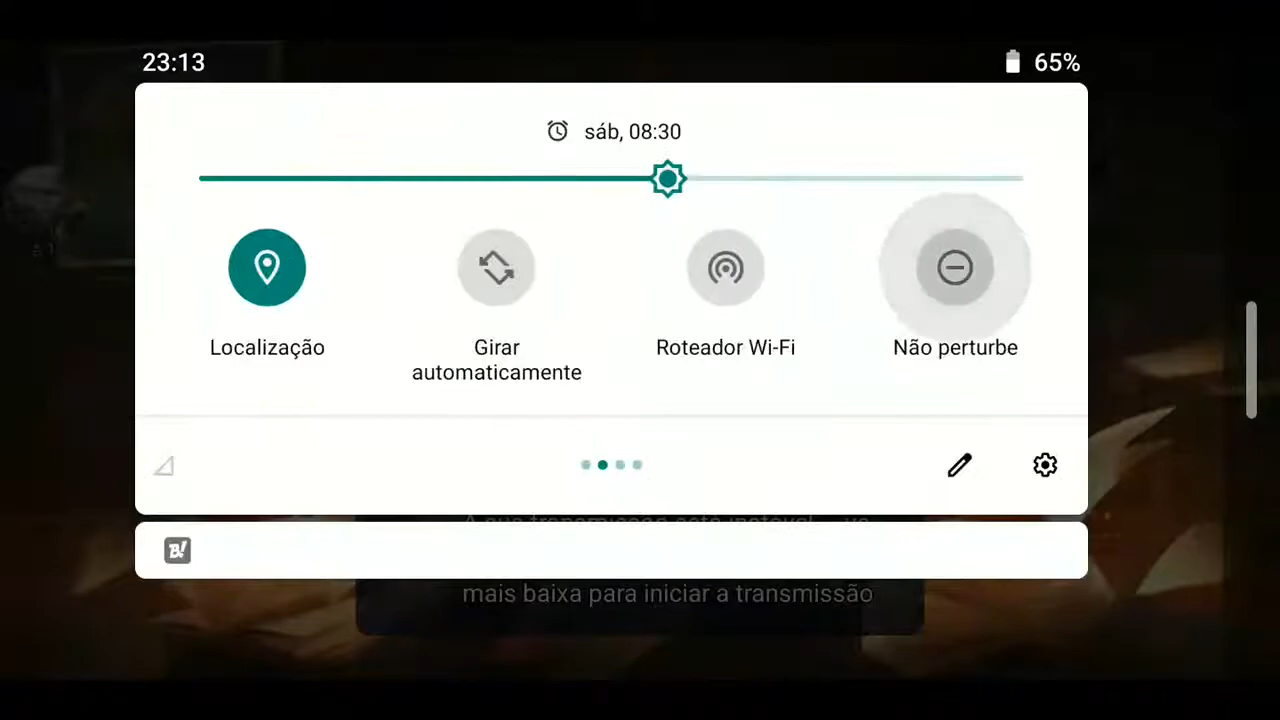 23:13
65%
sáb, 08:30
Localização
Girar
automaticamente
Roteador Wi-Fi
Não perturbe
B!
mais baixa para iniciar a transmissão